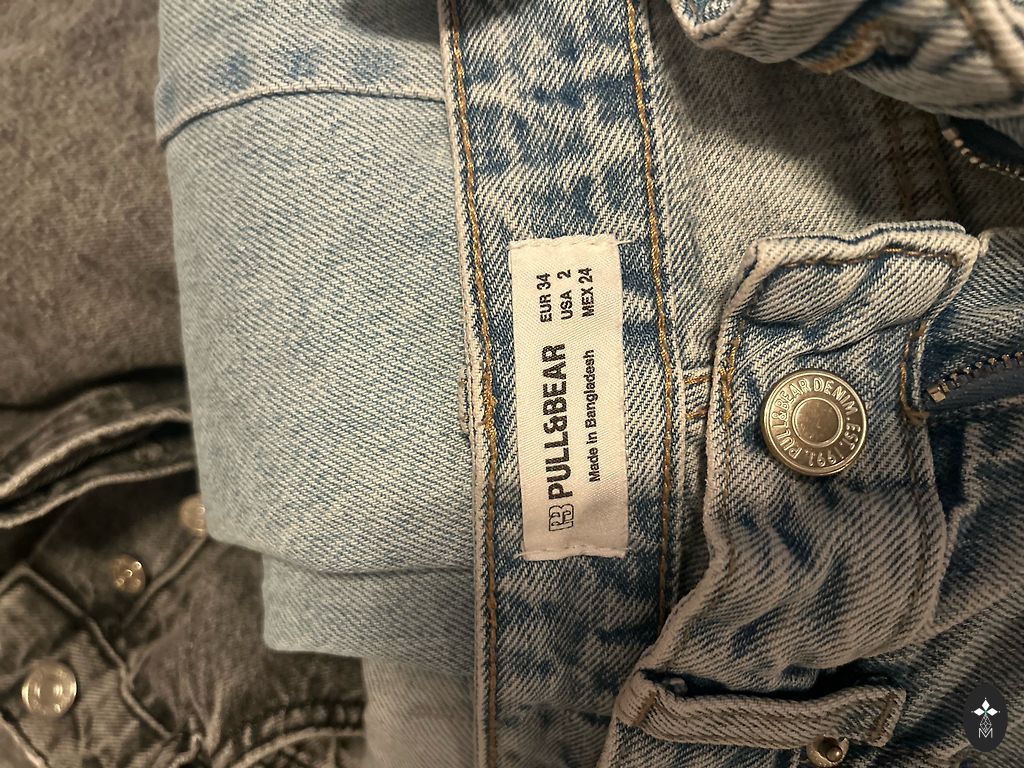 PULL&BEAR
Made In Bangladesh
EUR 34
USA 2
MEX 24
PULL&BEAR DENIM. EST. 1991.
M